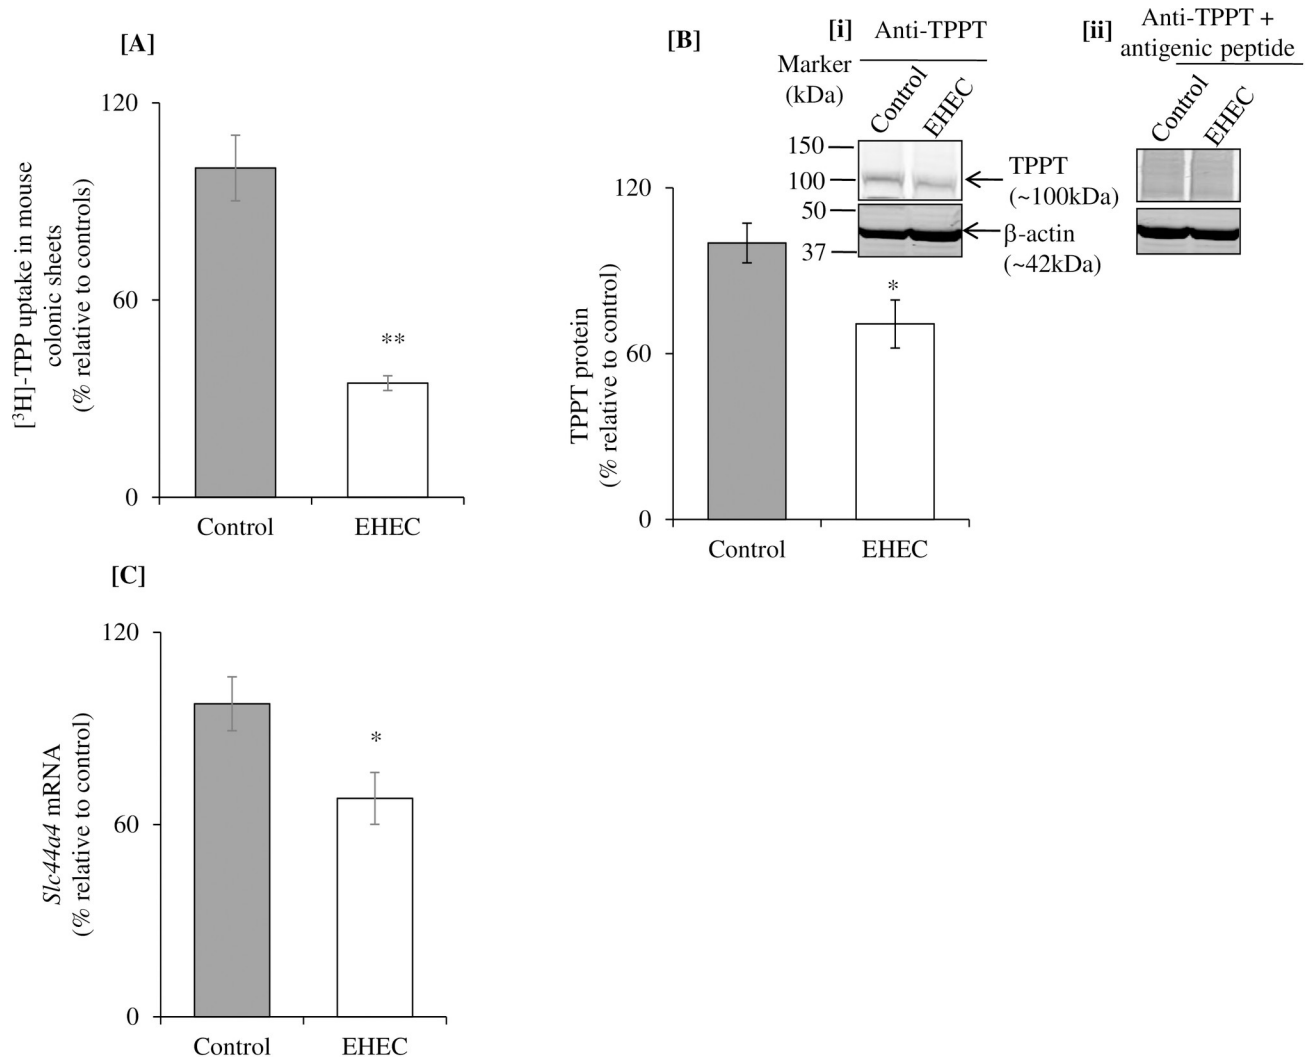 [A]
120
60
0
[³H]-TPP uptake in mouse
colonic sheets
(% relative to controls)
**
Control
EHEC
[B]
[i]
Anti-TPPT
Marker
(kDa)
Control
EHEC
150
100
50
37
TPPT
(~100kDa)
β-actin
(~42kDa)
[ii]
Anti-TPPT +
antigenic peptide
Control
EHEC
120
60
0
TPPT protein
(% relative to control)
*
Control
EHEC
[C]
120
60
0
Slc44a4 mRNA
(% relative to control)
*
Control
EHEC